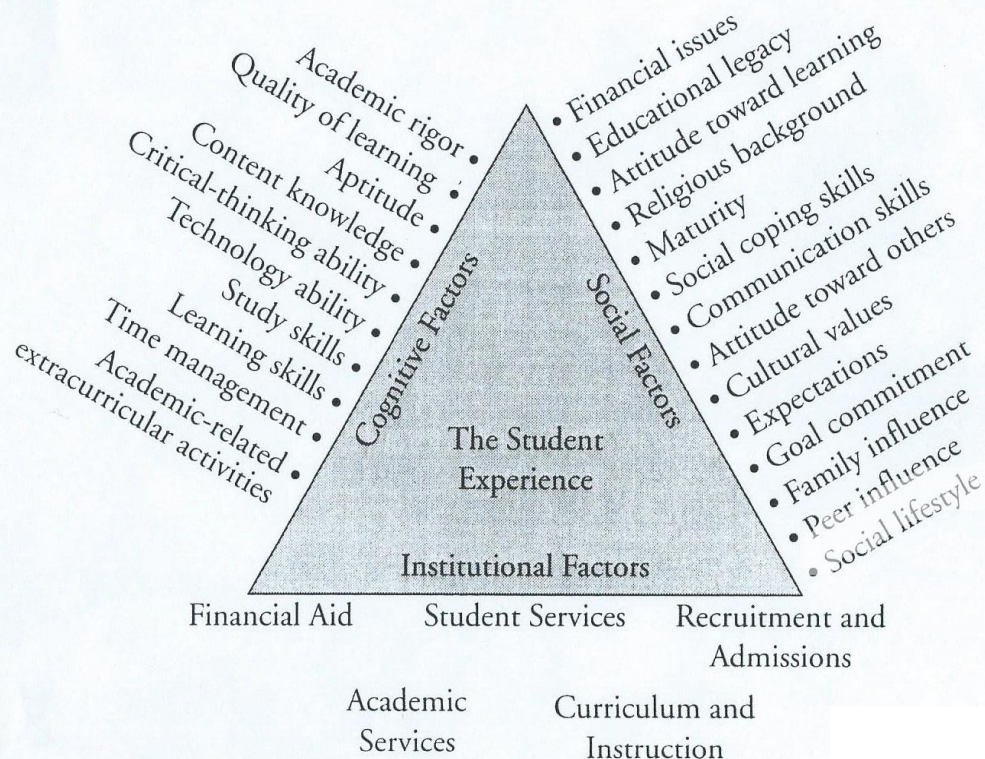 Academic rigor •
Quality of learning •
Aptitude •
Content knowledge •
Critical-thinking ability •
Technology ability •
Study skills •
Learning skills •
Time management •
Academic-related •
extracurricular activities
• Financial issues
• Educational legacy
• Attitude toward learning
• Religious background
• Maturity
• Social coping skills
• Communication skills
• Attitude toward others
• Cultural values
• Expectations
• Goal commitment
• Family influence
• Peer influence
• Social lifestyle
Cognitive Factors
Social Factors
The Student
Experience
Institutional Factors
Financial Aid
Student Services
Recruitment and
Admissions
Academic
Services
Curriculum and
Instruction